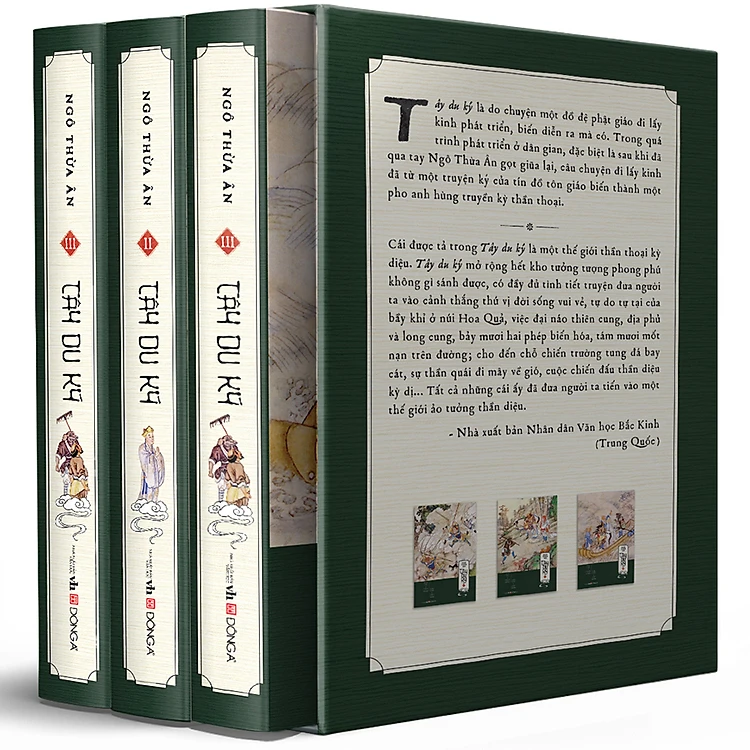 NGÔ THỪA ÂN
III
TÂY DU KÝ
vh
ĐÔNG A
NGÔ THỪA ÂN
II
TÂY DU KÝ
vh
ĐÔNG A
NGÔ THỪA ÂN
III
TÂY DU KÝ
vh
ĐÔNG A
Tây du ký là do chuyện một đồ đệ phật giáo đi lấy
kinh phát triển, biến diễn ra mà có. Trong quá
trình phát triển ở dân gian, đặc biệt là sau khi đã
qua tay Ngô Thừa Ân gọt giũa lại, câu chuyện đi lấy kinh
đã từ một truyện ký của tín đồ tôn giáo biến thành một
pho anh hùng truyền kỳ thần thoại.
Cái được tả trong Tây du ký là một thế giới thần thoại kỳ
diệu. Tây du ký mở rộng hết kho tưởng tượng phong phú
không gì sánh được, có đầy đủ tình tiết truyện đưa người
ta vào cảnh thắng thú vị đời sống vui vẻ, tự do tự tại của
bầy khỉ ở núi Hoa Quả, việc đại náo thiên cung, địa phủ
và long cung, bảy mươi hai phép biến hóa, tám mươi mốt
nạn trên đường; cho đến chỗ chiến trường tung đá bay
cát, sự thần quái đi mây về gió, cuộc chiến đấu thần diệu
kỳ dị... Tất cả những cái ấy đã đưa người ta tiến vào một
thế giới ảo tưởng thần diệu.
- Nhà xuất bản Nhân dân Văn học Bắc Kinh
(Trung Quốc)